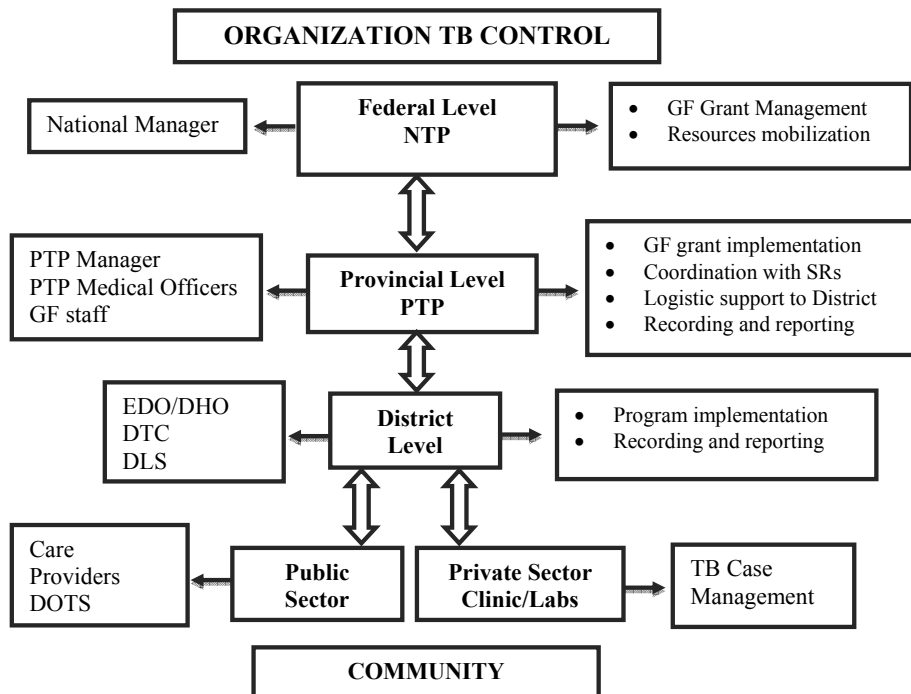 ORGANIZATION TB CONTROL
National Manager
Federal Level
NTP
• GF Grant Management
• Resources mobilization
PTP Manager
PTP Medical Officers
GF staff
Provincial Level
PTP
• GF grant implementation
• Coordination with SRs
• Logistic support to District
• Recording and reporting
EDO/DHO
DTC
DLS
District
Level
• Program implementation
• Recording and reporting
Care
Providers
DOTS
Public
Sector
Private Sector
Clinic/Labs
TB Case
Management
COMMUNITY